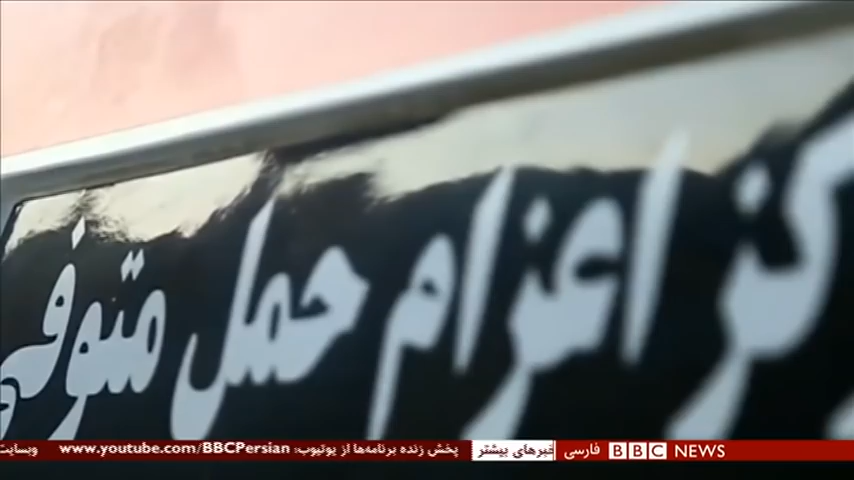 کز اعزام حمل متوفی
BBC NEWS فارسی خبرهای بیشتر پخش زنده برنامه‌ها از یوتیوب: www.youtube.com/BBCPersian وبسایت